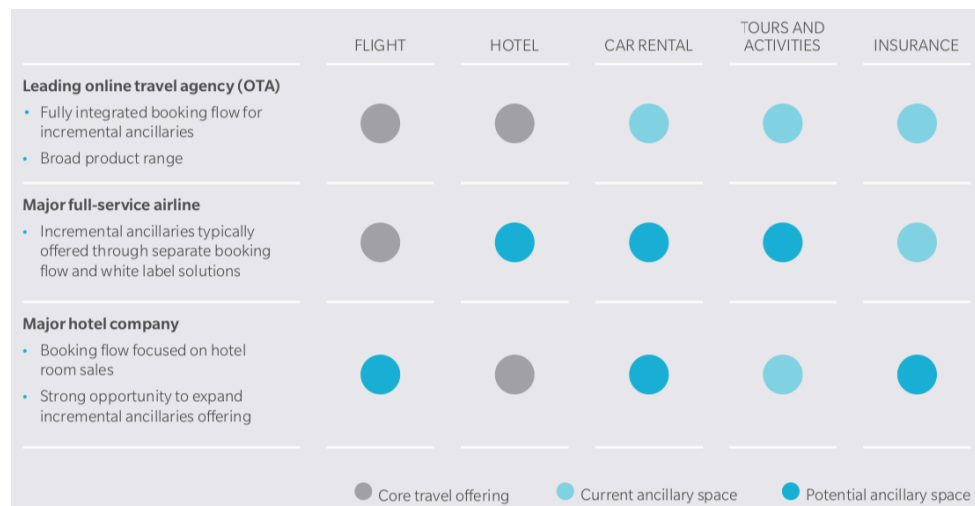 TOURS AND
FLIGHT HOTEL CAR RENTAL ACTIVITIES INSURANCE
Leading online travel agency (OTA)
• Fully integrated booking flow for
incremental ancillaries
• Broad product range
Major full-service airline
• Incremental ancillaries typically
offered through separate booking
flow and white label solutions
Major hotel company
• Booking flow focused on hotel
room sales
• Strong opportunity to expand
incremental ancillaries offering
Core travel offering Current ancillary space Potential ancillary space